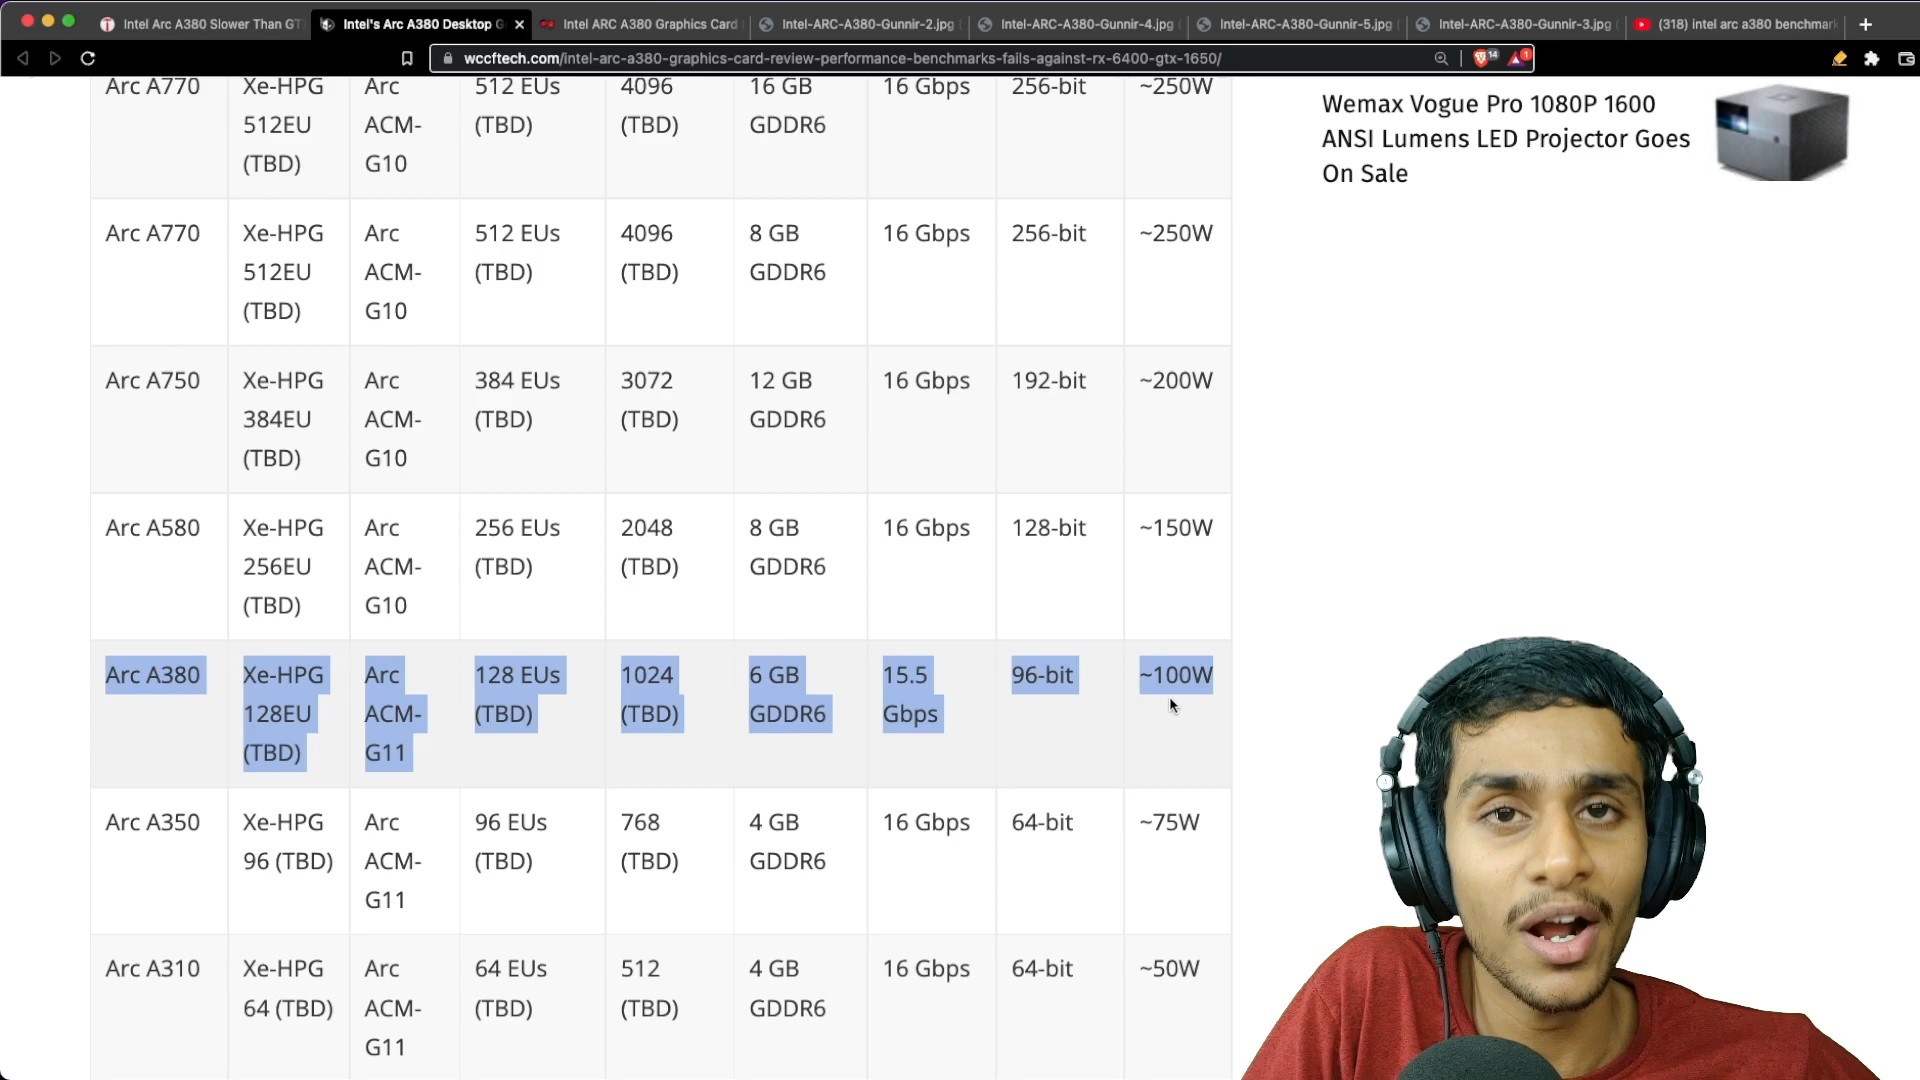 Intel Arc A380 Slower Than GT
Intel's Arc A380 Desktop G
Intel ARC A380 Graphics Card
Intel-ARC-A380-Gunnir-2.jpg
Intel-ARC-A380-Gunnir-4.jpg
Intel-ARC-A380-Gunnir-5.jpg
Intel-ARC-A380-Gunnir-3.jpg
(318) intel arc a380 benchmar
wccftech.com/intel-arc-a380-graphics-card-review-performance-benchmarks-fails-against-rx-6400-gtx-1650/
14
1
Arc A770 Xe-HPG Arc 512 EUs 4096 16 GB 16 Gbps 256-bit ~250W
512EU ACM- (TBD) (TBD) GDDR6
(TBD) G10
Arc A770 Xe-HPG Arc 512 EUs 4096 8 GB 16 Gbps 256-bit ~250W
512EU ACM- (TBD) (TBD) GDDR6
(TBD) G10
Arc A750 Xe-HPG Arc 384 EUs 3072 12 GB 16 Gbps 192-bit ~200W
384EU ACM- (TBD) (TBD) GDDR6
(TBD) G10
Arc A580 Xe-HPG Arc 256 EUs 2048 8 GB 16 Gbps 128-bit ~150W
256EU ACM- (TBD) (TBD) GDDR6
(TBD) G10
Arc A380 Xe-HPG Arc 128 EUs 1024 6 GB 15.5 96-bit ~100W
128EU ACM- (TBD) (TBD) GDDR6 Gbps
(TBD) G11
Arc A350 Xe-HPG Arc 96 EUs 768 4 GB 16 Gbps 64-bit ~75W
96 (TBD) ACM- (TBD) (TBD) GDDR6
G11
Arc A310 Xe-HPG Arc 64 EUs 512 4 GB 16 Gbps 64-bit ~50W
64 (TBD) ACM- (TBD) (TBD) GDDR6
G11
Wemax Vogue Pro 1080P 1600
ANSI Lumens LED Projector Goes
On Sale